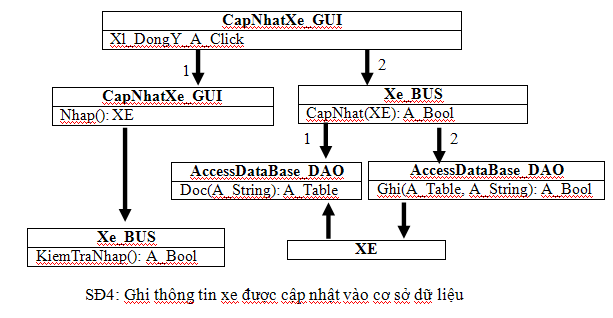 CapNhatXe_GUI
Xl_DongY_A_Click
1
2
CapNhatXe_GUI
Nhap(): XE
Xe_BUS
CapNhat(XE): A_Bool
1
2
AccessDataBase_DAO
Doc(A_String): A_Table
AccessDataBase_DAO
Ghi(A_Table, A_String): A_Bool
Xe_BUS
KiemTraNhap(): A_Bool
XE
SĐ4: Ghi thông tin xe được cập nhật vào cơ sở dữ liệu